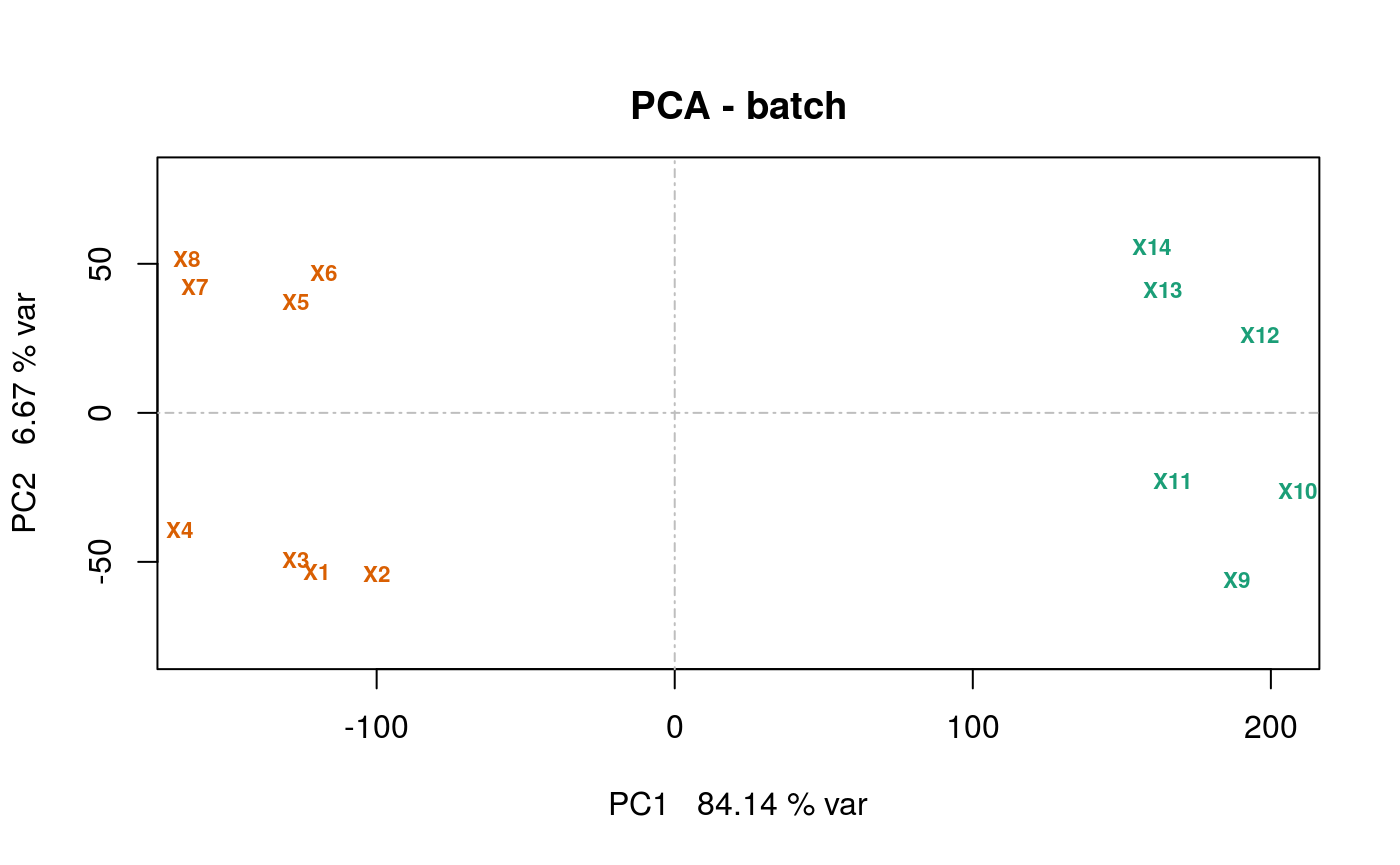 PCA - batch
PC2   6.67 % var
50
0
-50
X8
X7
X6
X5
X4
X3
X1
X2
X14
X13
X12
X11
X10
X9
-100
0
100
200
PC1   84.14 % var